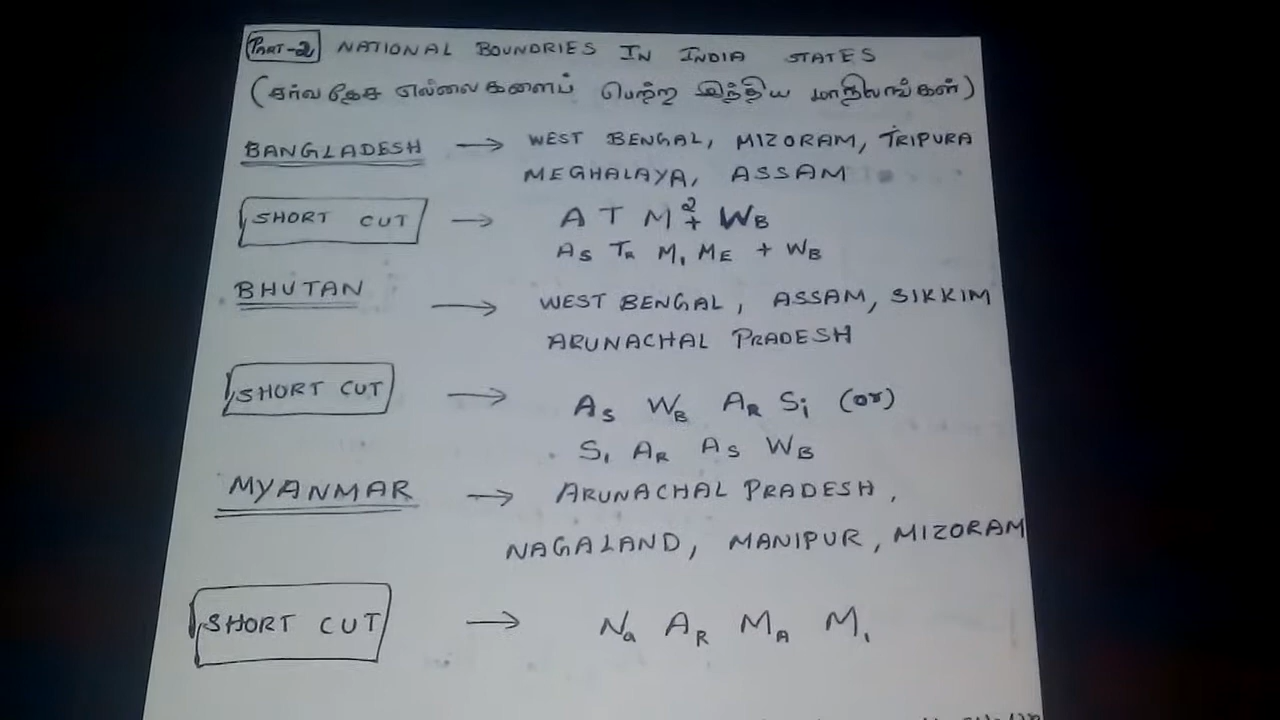 PART-2 NATIONAL BOUNDRIES IN INDIA STATES
(சர்வதேச எல்லைகளைப் பெற்ற இந்திய மாநிலங்கள்)
BANGLADESH → WEST BENGAL, MIZORAM, TRIPURA
MEGHALAYA, ASSAM
SHORT CUT → A T M² + WB
AS TR Mi ME + WB
BHUTAN → WEST BENGAL, ASSAM, SIKKIM
ARUNACHAL PRADESH
SHORT CUT → AS WB AR Si (or)
Si AR AS WB
MYANMAR → ARUNACHAL PRADESH,
NAGALAND, MANIPUR, MIZORAM
SHORT CUT → Na AR MA Mi